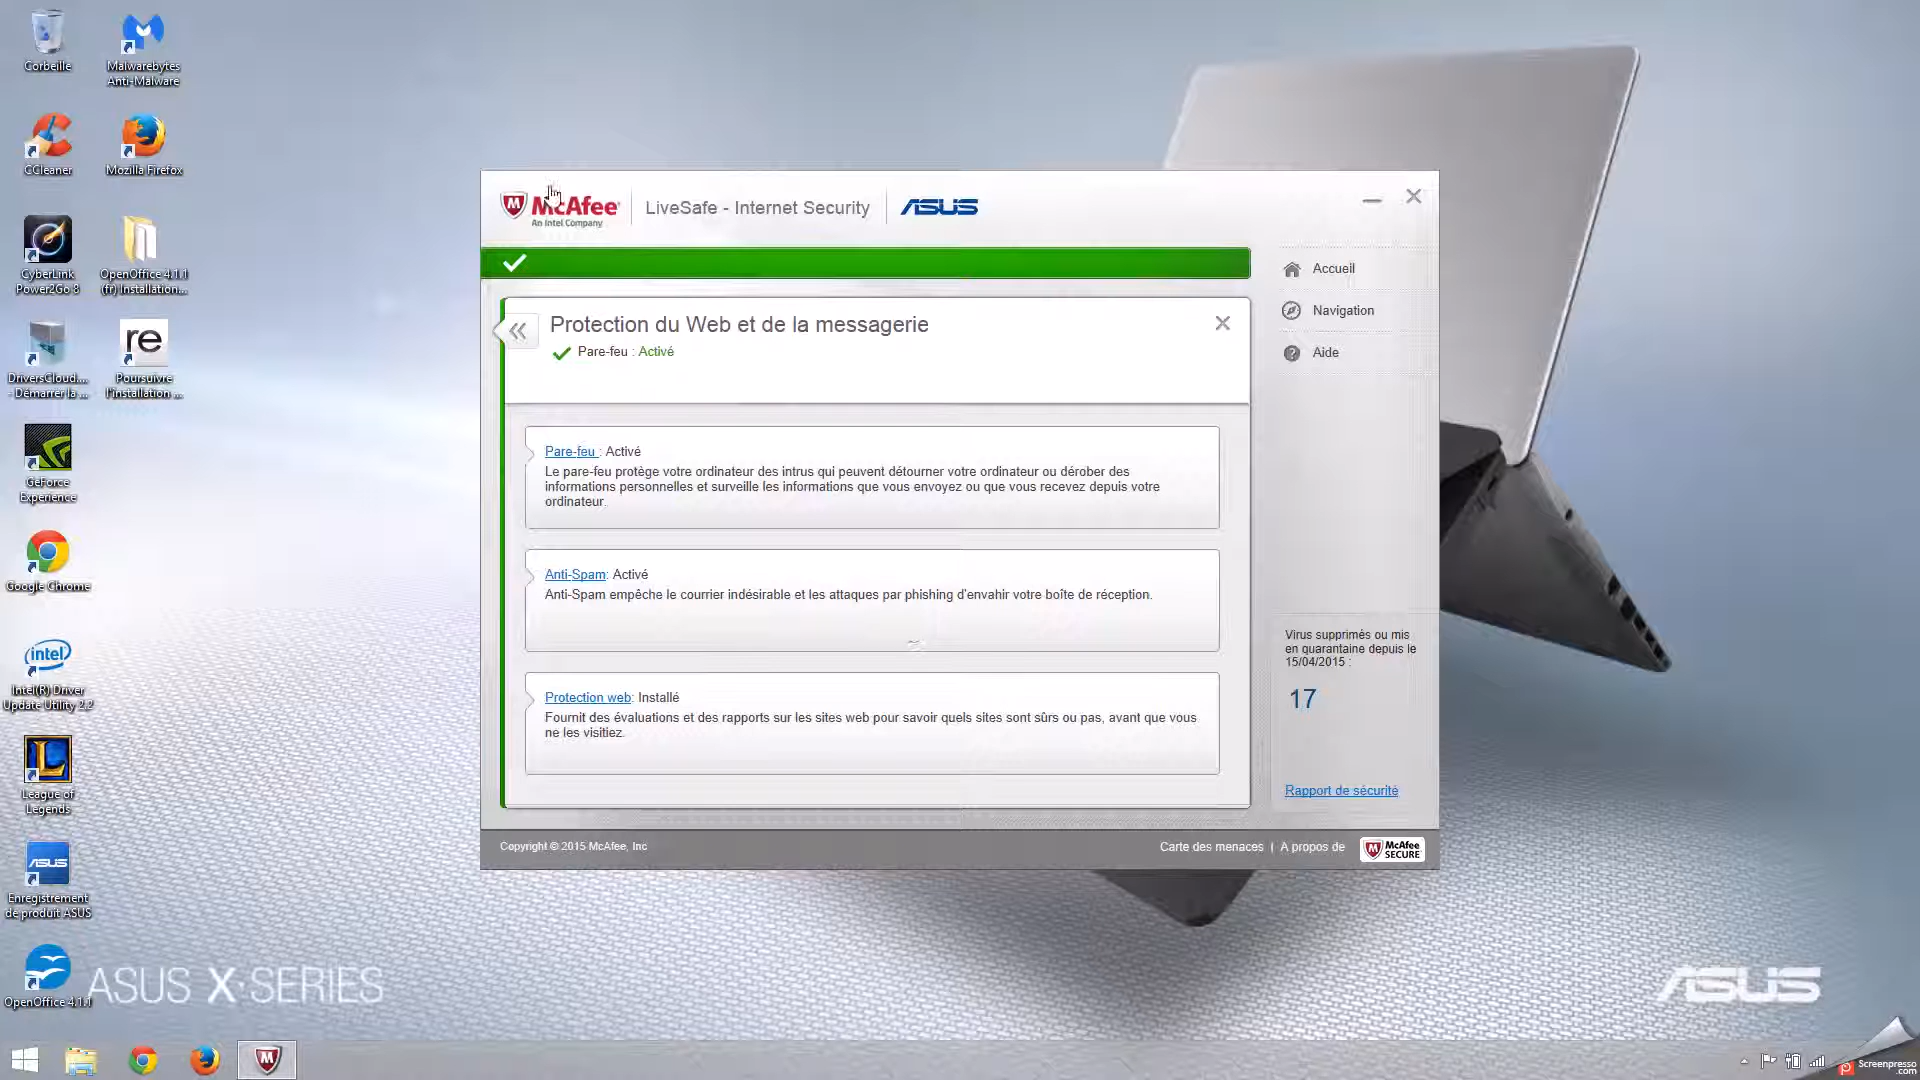 Corbeille
Malwarebytes
Anti-Malware
CCleaner
Mozilla Firefox
CyberLink
Power2Go 8
OpenOffice 4.1.1
(fr) Installation...
DriversCloud....
- Démarrer la ...
re
Poursuivre
l'installation ...
GeForce
Experience
Google Chrome
intel
Intel(R) Driver
Update Utility 2.2
League of
Legends
ASUS
Enregistrement
de produit ASUS
OpenOffice 4.1.1
ASUS X-SERIES
McAfee
An Intel Company
LiveSafe - Internet Security
ASUS
Protection du Web et de la messagerie
Pare-feu : Activé
Pare-feu : Activé
Le pare-feu protège votre ordinateur des intrus qui peuvent détourner votre ordinateur ou dérober des
informations personnelles et surveille les informations que vous envoyez ou que vous recevez depuis votre
ordinateur.
Anti-Spam: Activé
Anti-Spam empêche le courrier indésirable et les attaques par phishing d'envahir votre boîte de réception.
Protection web: Installé
Fournit des évaluations et des rapports sur les sites web pour savoir quels sites sont sûrs ou pas, avant que vous
ne les visitiez.
Accueil
Navigation
Aide
Virus supprimés ou mis
en quarantaine depuis le
15/04/2015 :
17
Rapport de sécurité
Copyright © 2015 McAfee, Inc
Carte des menaces | A propos de
McAfee
SECURE
ASUS
Screenpresso
.com